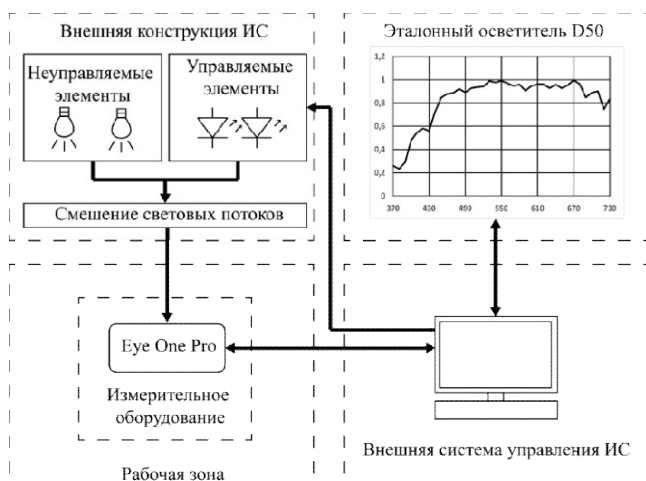 Внешняя конструкция ИС
Неуправляемые
элементы
Управляемые
элементы
Смешение световых потоков
Эталонный осветитель D50
1,2
1
0,8
0,6
0,4
0,2
0
370 430 490 550 610 670 730
Eye One Pro
Измерительное
оборудование
Рабочая зона
Внешняя система управления ИС